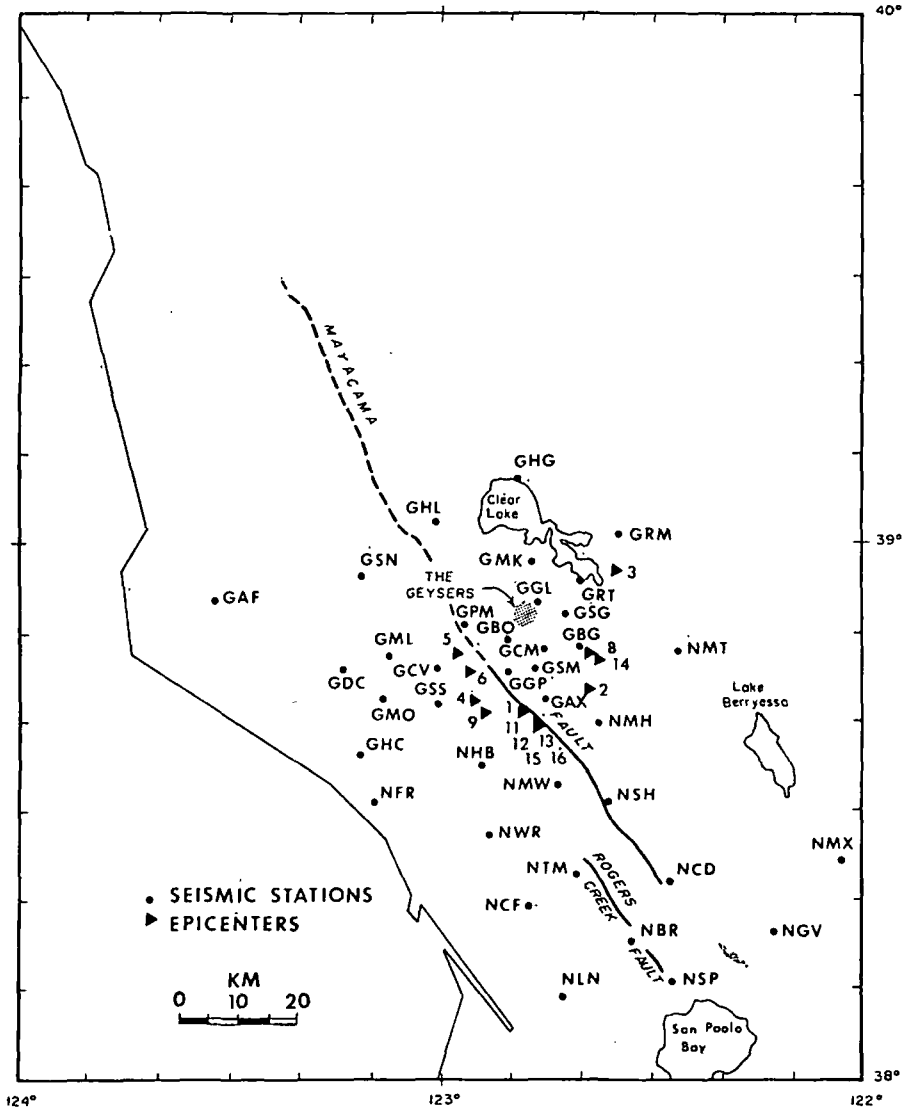 40°
MAYACAMA
GHG
Clear
Lake
GHL
GRM
39°
GMK
GSN
3
THE
GEYSERS
GGL
GRT
GAF
GSG
GPM
GBO
GBG
5
8
GML
GCM
14
NMT
GCV
6
GSM
GDC
GGP
2
Lake
Berryessa
GSS
4
GAX
GMO
1
FAULT
NMH
9
11
GHC
12
13
NHB
15
16
NMW
NSH
NFR
NWR
NMX
ROGERS
CREEK
FAULT
NTM
NCD
SEISMIC STATIONS
NCF
EPICENTERS
NBR
NGV
KM
NLN
NSP
0 10 20
San Paolo
Bay
124°
123°
122°
38°